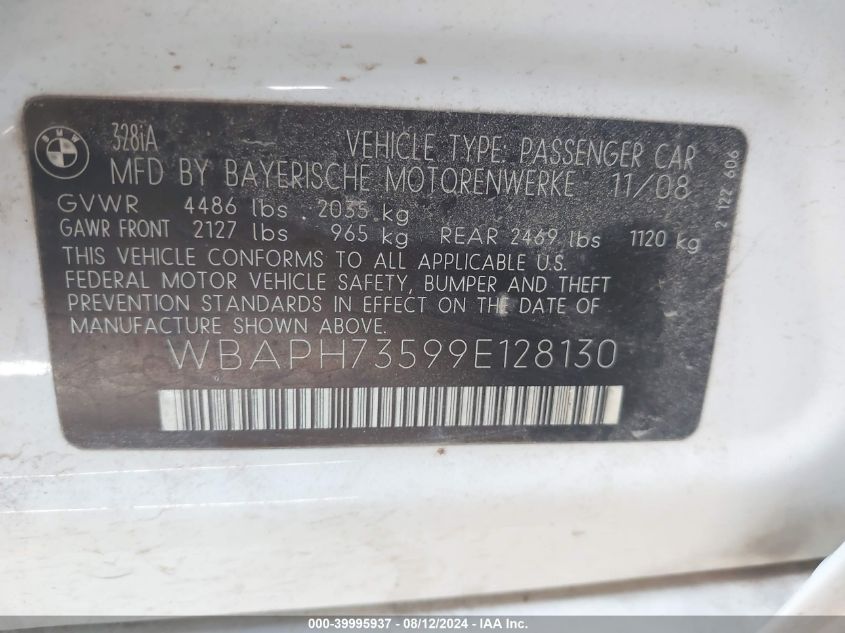 BMW
328iA
VEHICLE TYPE: PASSENGER CAR
MFD BY BAYERISCHE MOTORENWERKE 11/08
GVWR 4486 lbs 2035 kg
GAWR FRONT 2127 lbs 965 kg REAR 2469 lbs 1120 kg
THIS VEHICLE CONFORMS TO ALL APPLICABLE U.S.
FEDERAL MOTOR VEHICLE SAFETY, BUMPER AND THEFT
PREVENTION STANDARDS IN EFFECT ON THE DATE OF
MANUFACTURE SHOWN ABOVE.
WBAPH73599E128130
2 122 606
000-39995937 - 08/12/2024 - IAA Inc.